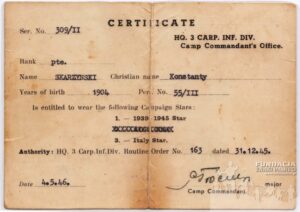 CERTIFICATE
Ser. No. 309/II
HQ. 3 CARP. INF. DIV.
Camp Commandant's Office.
Rank pte.
Name SKARZYNSKI Christian name Konstanty
Years of birth 1904 Per. No. 55/III
Is entitled to wear the following Campaign Stars:
1. — 1939 1945 Star
3. — Italy Star.
Authority: HQ. 3 Carp.Inf.Div. Routine Order No 163 dated 31.12.45.
FUNDACJA
Date 4.5.46.
major
Camp Commandant.